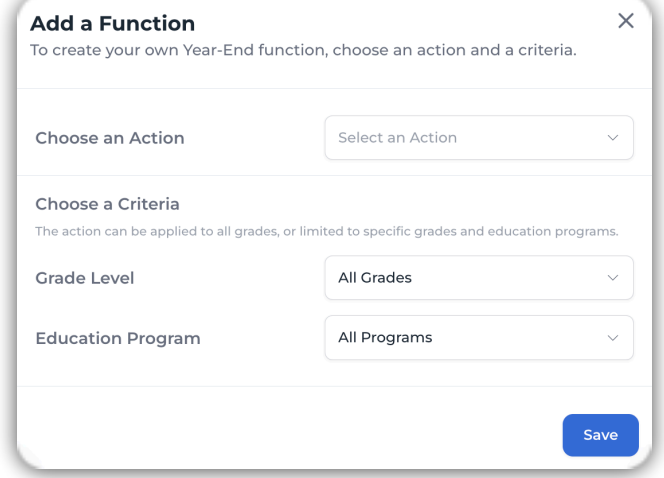 Add a Function
To create your own Year-End function, choose an action and a criteria.
Choose an Action
Select an Action
Choose a Criteria
The action can be applied to all grades, or limited to specific grades and education programs.
Grade Level
All Grades
Education Program
All Programs
Save